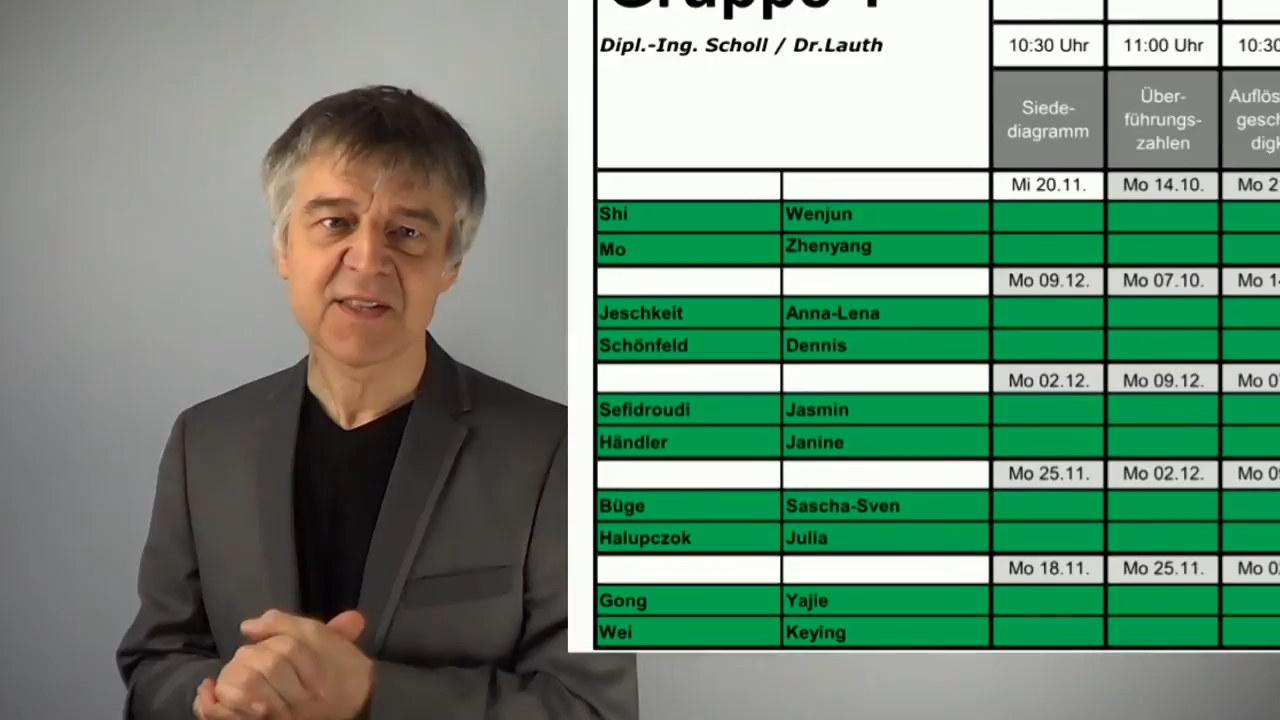 Dipl.-Ing. Scholl / Dr.Lauth
10:30 Uhr 11:00 Uhr
Siede-
diagramm
Über-
führungs-
zahlen
Mi 20.11. Mo 14.10.
Shi Wenjun
Mo Zhenyang
Mo 09.12. Mo 07.10.
Jeschkeit Anna-Lena
Schönfeld Dennis
Mo 02.12. Mo 09.12.
Sefidroudi Jasmin
Händler Janine
Mo 25.11. Mo 02.12.
Büge Sascha-Sven
Halupczok Julia
Mo 18.11. Mo 25.11.
Gong Yajie
Wei Keying